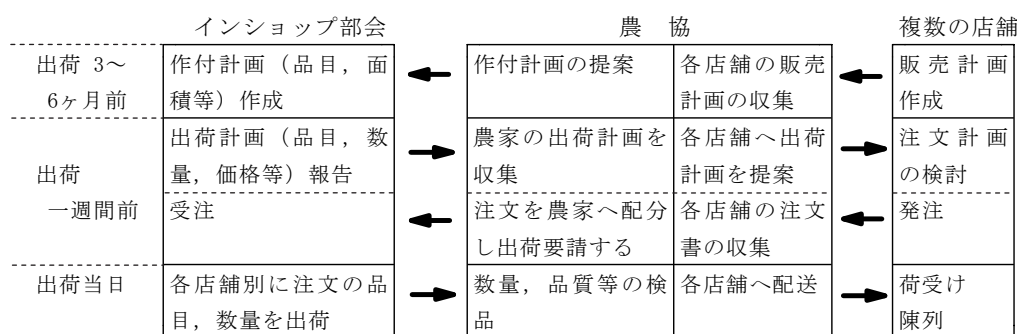 インショップ部会 農 協 複数の店舗
出荷 3～ 作付計画（品目，面 作付計画の提案 各店舗の販売 販売計画
6ヶ月前 積等）作成 計画の収集 作成
出荷計画（品目，数 農家の出荷計画を 各店舗へ出荷 注文計画
出荷 量，価格等）報告 収集 計画を提案 の検討
一週間前 受注 注文を農家へ配分 各店舗の注文 発注
し出荷要請する 書の収集
出荷当日 各店舗別に注文の品 数量，品質等の検 各店舗へ配送 荷受け
目，数量を出荷 品 陳列